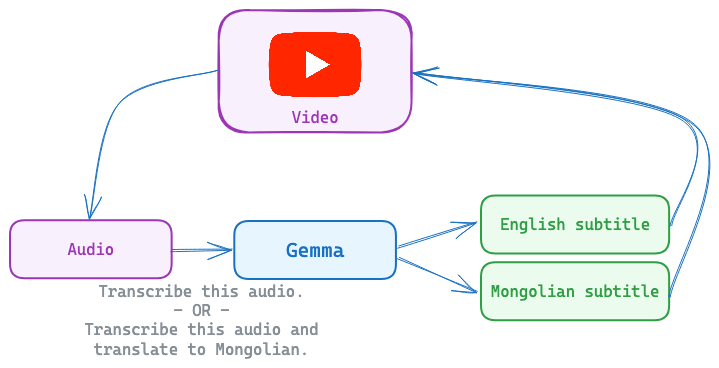 Video
Audio
Gemma
English subtitle
Mongolian subtitle
Transcribe this audio.
– OR –
Transcribe this audio and
translate to Mongolian.